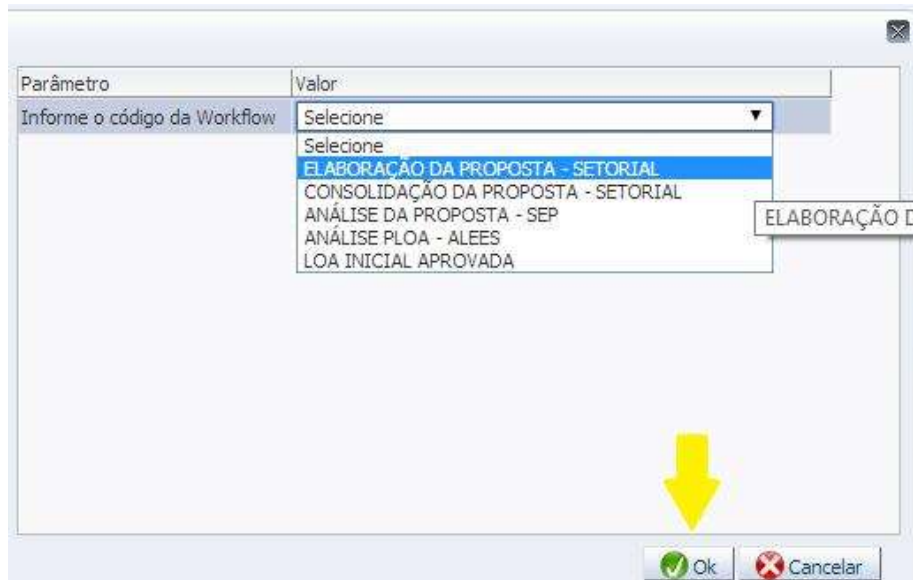 Parâmetro Valor
Informe o código da Workflow Selecione
Selecione
ELABORAÇÃO DA PROPOSTA - SETORIAL
CONSOLIDAÇÃO DA PROPOSTA - SETORIAL
ANÁLISE DA PROPOSTA - SEP
ELABORAÇÃO D
ANÁLISE PLOA - ALEES
LOA INICIAL APROVADA
Ok Cancelar